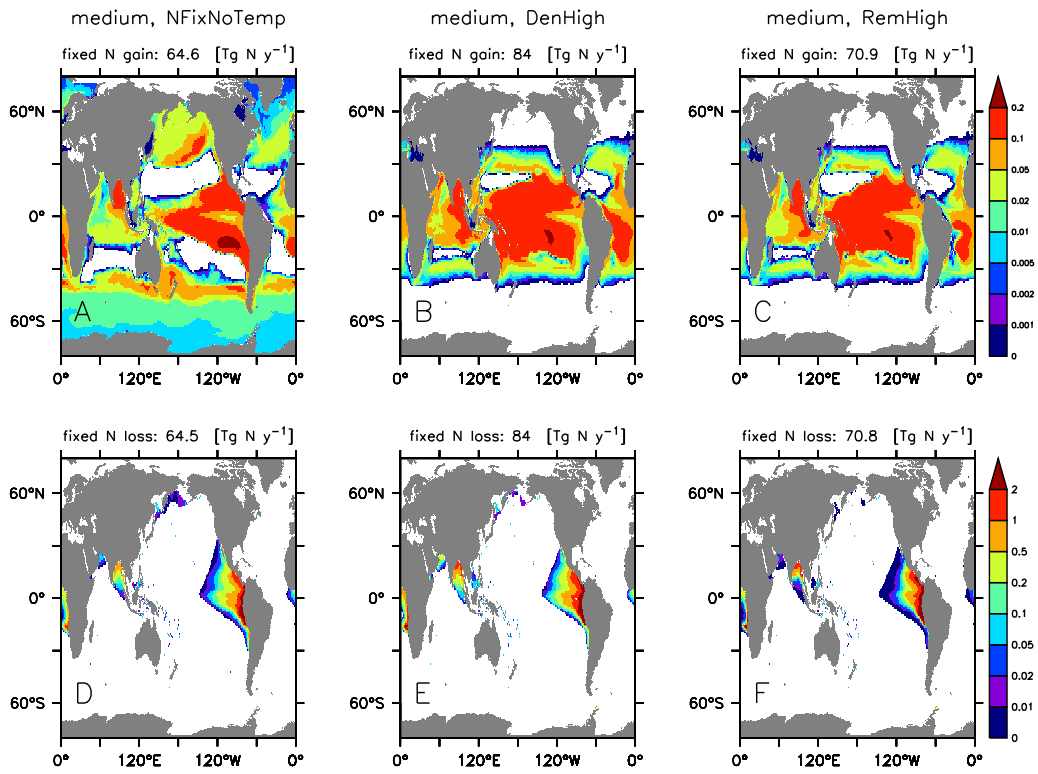 medium, NFixNoTemp medium, DenHigh medium, RemHigh
fixed N gain: 64.6 [Tg N y⁻¹] fixed N gain: 84 [Tg N y⁻¹] fixed N gain: 70.9 [Tg N y⁻¹]
60°N 60°N 60°N
0° 0° 0°
60°S 60°S 60°S
A B C
0.2
0.1
0.05
0.02
0.01
0.005
0.002
0.001
0
0° 120°E 120°W 0° 0° 120°E 120°W 0° 0° 120°E 120°W 0°
fixed N loss: 64.5 [Tg N y⁻¹] fixed N loss: 84 [Tg N y⁻¹] fixed N loss: 70.8 [Tg N y⁻¹]
60°N 60°N 60°N
0° 0° 0°
60°S 60°S 60°S
D E F
2
1
0.5
0.2
0.1
0.05
0.02
0.01
0
0° 120°E 120°W 0° 0° 120°E 120°W 0° 0° 120°E 120°W 0°